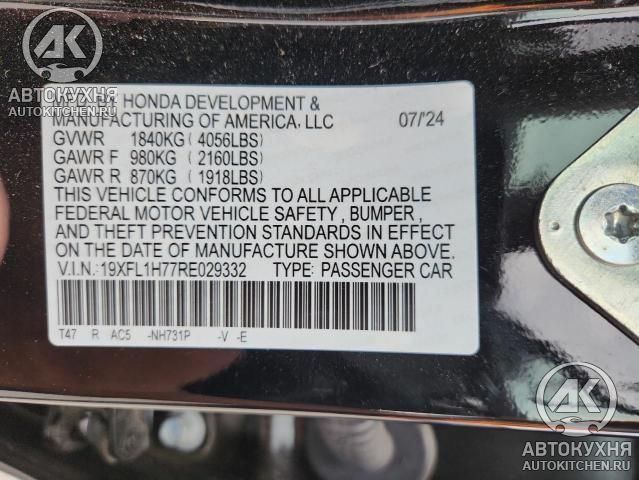 AK
АВТОКУХНЯ
AUTOKITCHEN.RU
HONDA DEVELOPMENT &
MANUFACTURING OF AMERICA, LLC 07/'24
GVWR 1840KG ( 4056LBS)
GAWR F 980KG ( 2160LBS)
GAWR R 870KG ( 1918LBS)
THIS VEHICLE CONFORMS TO ALL APPLICABLE
FEDERAL MOTOR VEHICLE SAFETY , BUMPER ,
AND THEFT PREVENTION STANDARDS IN EFFECT
ON THE DATE OF MANUFACTURE SHOWN ABOVE.
V.I.N.: 19XFL1H77RE029332 TYPE: PASSENGER CAR
T47 R AC5 -NH731P -V -E
AK
АВТОКУХНЯ
AUTOKITCHEN.RU